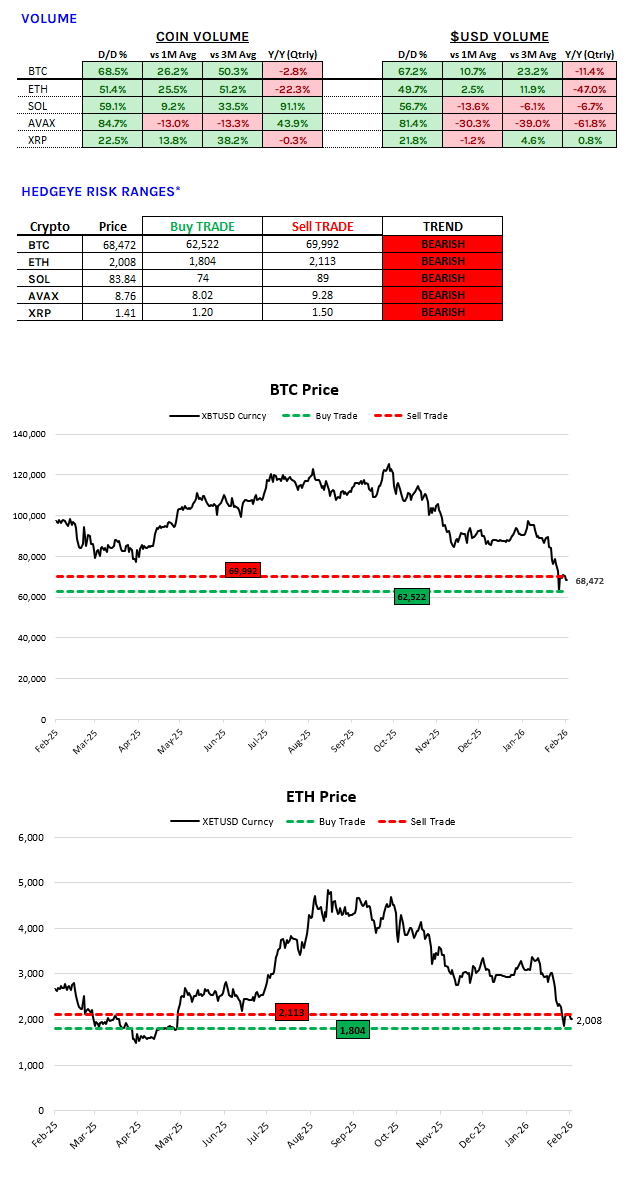 VOLUME
COIN VOLUME $USD VOLUME
D/D % vs 1M Avg vs 3M Avg Y/Y (Qtrly) D/D % vs 1M Avg vs 3M Avg Y/Y (Qtrly)
BTC 68.5% 26.2% 50.3% -2.8% 67.2% 10.7% 23.2% -11.4%
ETH 51.4% 25.5% 51.2% -22.3% 49.7% 2.5% 11.9% -47.0%
SOL 59.1% 9.2% 33.5% 91.1% 56.7% -13.6% -6.1% -6.7%
AVAX 84.7% -13.0% -13.3% 43.9% 81.4% -30.3% -39.0% -61.8%
XRP 22.5% 13.8% 38.2% -0.3% 21.8% -1.2% 4.6% 0.8%
HEDGEYE RISK RANGES*
Crypto Price Buy TRADE Sell TRADE TREND
BTC 68,472 62,522 69,992 BEARISH
ETH 2,008 1,804 2,113 BEARISH
SOL 83.84 74 89 BEARISH
AVAX 8.76 8.02 9.28 BEARISH
XRP 1.41 1.20 1.50 BEARISH
BTC Price
XBTUSD Curncy Buy Trade Sell Trade
140,000
120,000
100,000
80,000
69,992
68,472
60,000
62,522
40,000
20,000
0
Feb-25 Mar-25 Apr-25 May-25 Jun-25 Jul-25 Aug-25 Sep-25 Oct-25 Nov-25 Dec-25 Jan-26 Feb-26
ETH Price
XETUSD Curncy Buy Trade Sell Trade
6,000
5,000
4,000
3,000
2,113
2,000
2,008
1,804
1,000
0
Feb-25 Mar-25 Apr-25 May-25 Jun-25 Jul-25 Aug-25 Sep-25 Oct-25 Nov-25 Dec-25 Jan-26 Feb-26